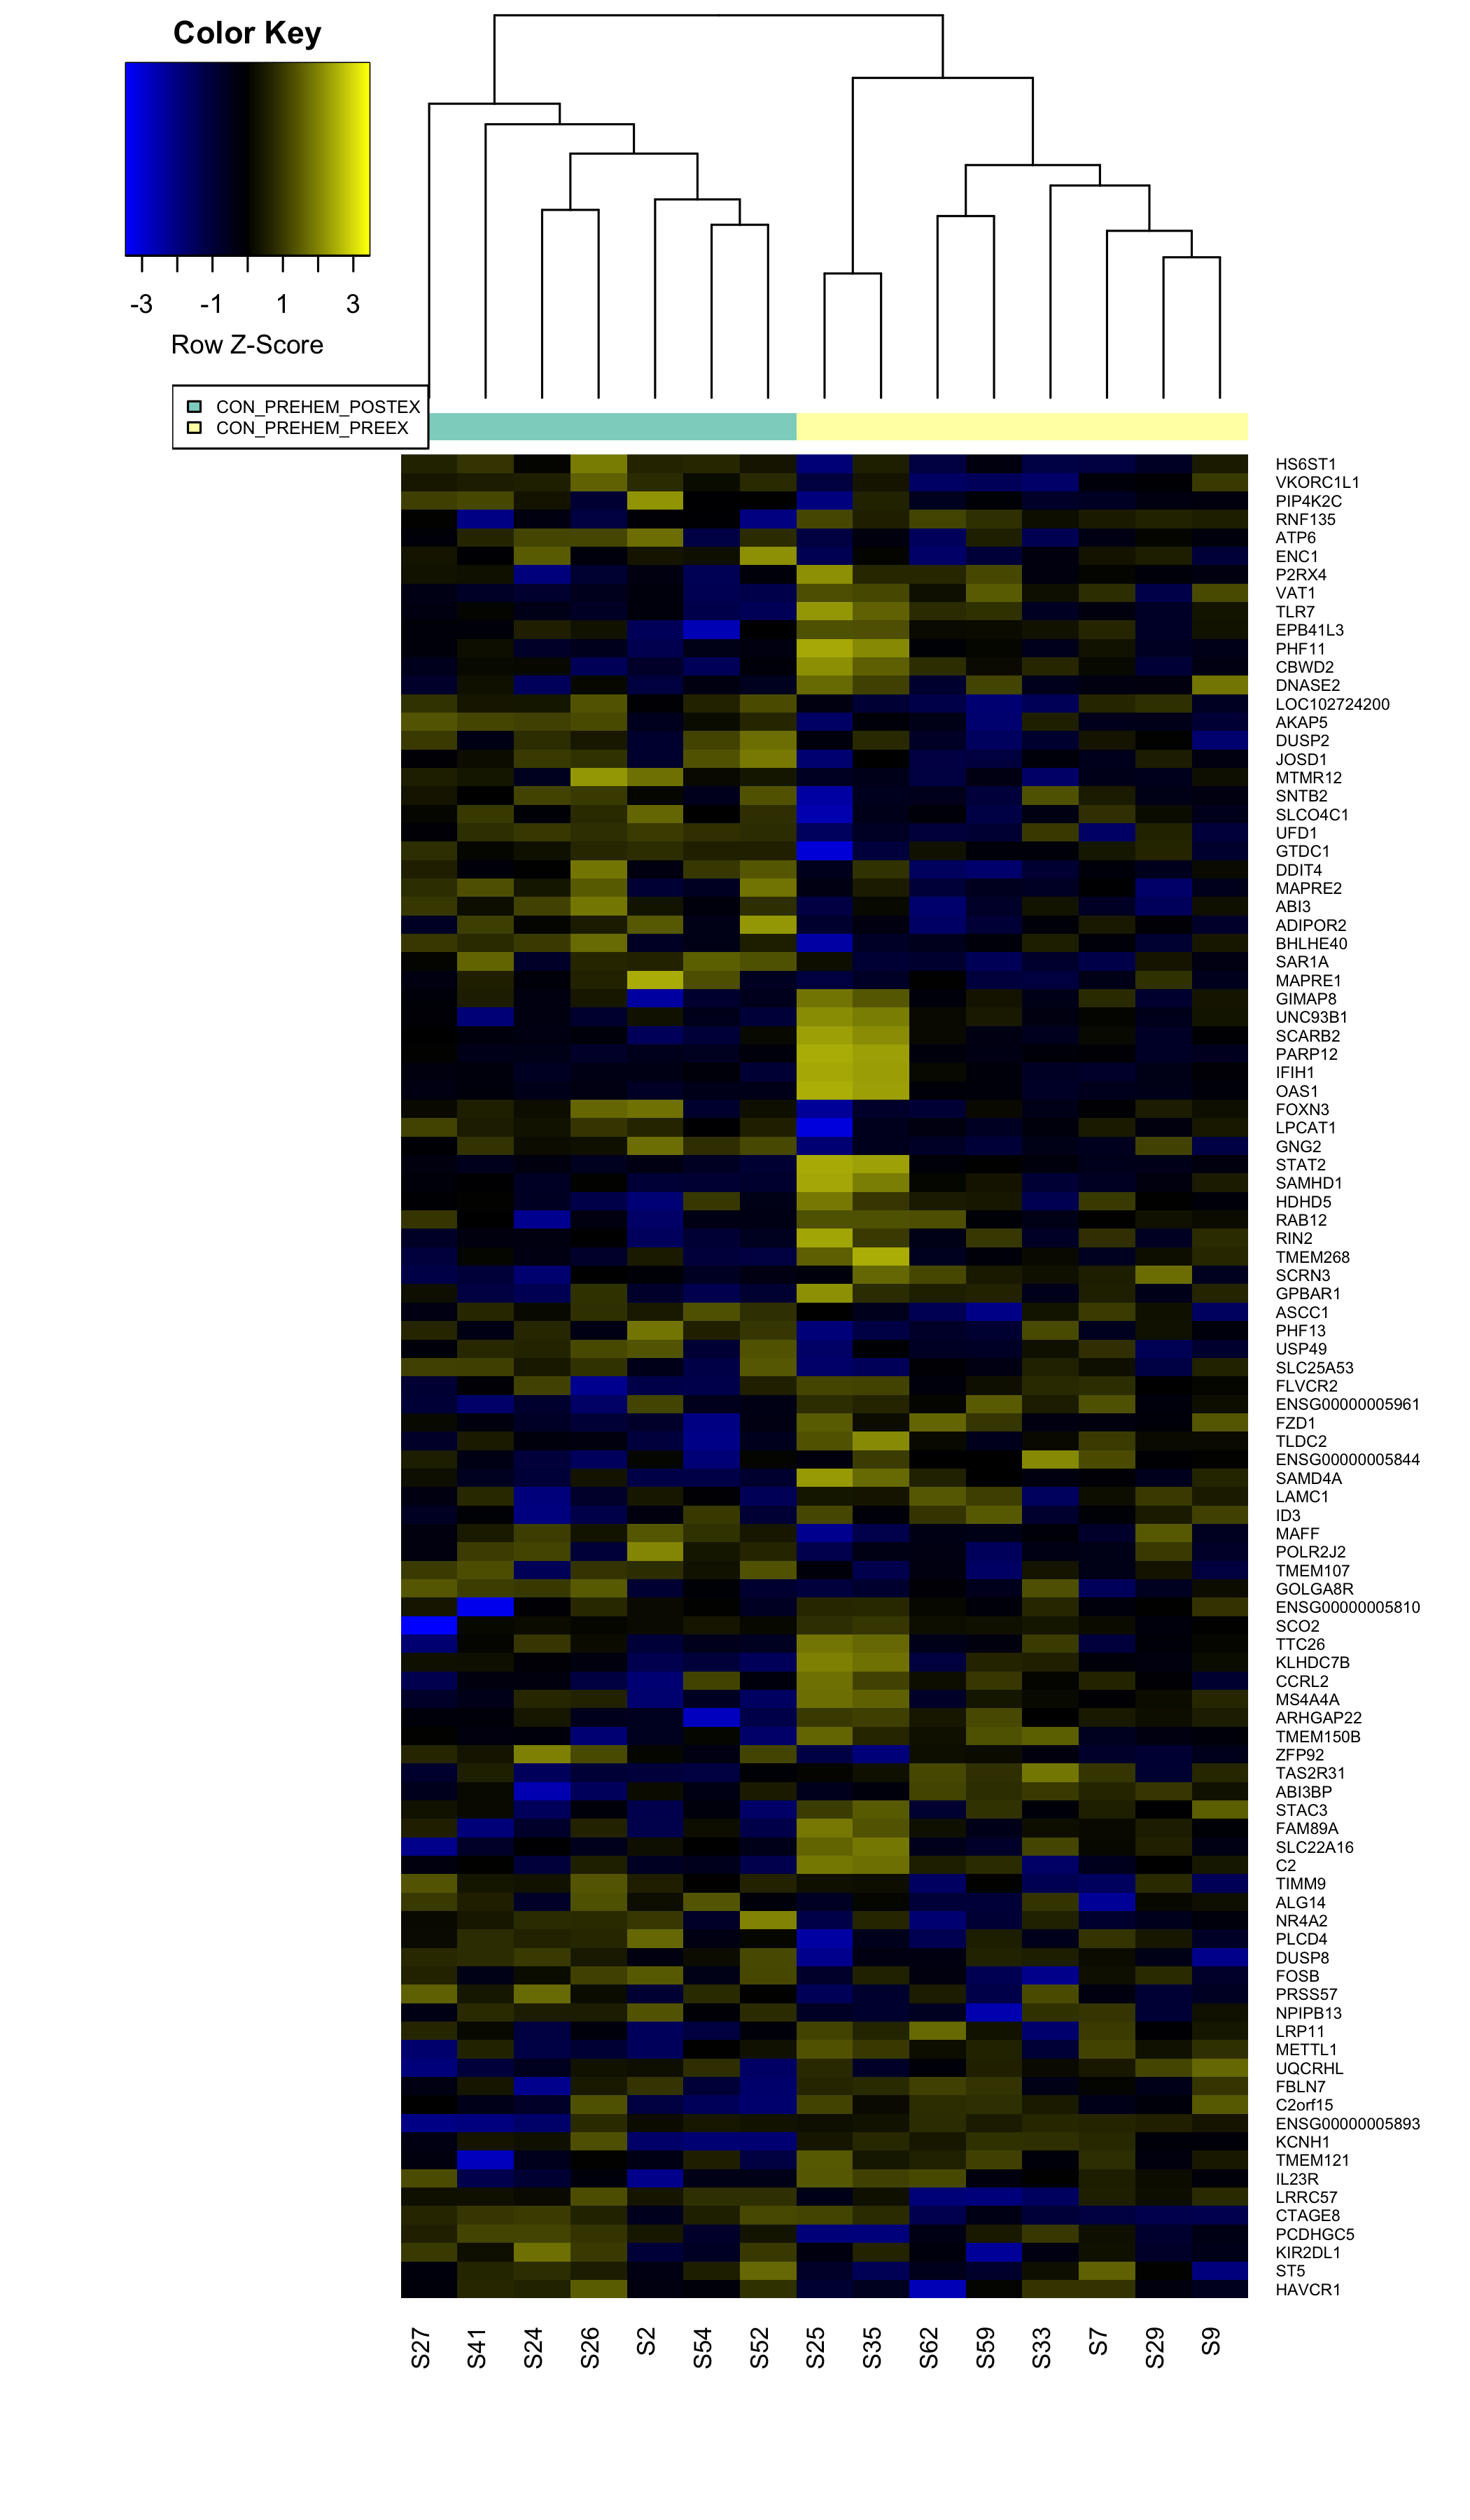 Color Key
-3 -1 1 3
Row Z-Score
CON_PREHEM_POSTEX
CON_PREHEM_PREEX
HS6ST1
VKORC1L1
PIP4K2C
RNF135
ATP6
ENC1
P2RX4
VAT1
TLR7
EPB41L3
PHF11
CBWD2
DNASE2
LOC102724200
AKAP5
DUSP2
JOSD1
MTMR12
SNTB2
SLCO4C1
UFD1
GTDC1
DDIT4
MAPRE2
ABI3
ADIPOR2
BHLHE40
SAR1A
MAPRE1
GIMAP8
UNC93B1
SCARB2
PARP12
IFIH1
OAS1
FOXN3
LPCAT1
GNG2
STAT2
SAMHD1
HDHD5
RAB12
RIN2
TMEM268
SCRN3
GPBAR1
ASCC1
PHF13
USP49
SLC25A53
FLVCR2
ENSG00000005961
FZD1
TLDC2
ENSG00000005844
SAMD4A
LAMC1
ID3
MAFF
POLR2J2
TMEM107
GOLGA8R
ENSG00000005810
SCO2
TTC26
KLHDC7B
CCRL2
MS4A4A
ARHGAP22
TMEM150B
ZFP92
TAS2R31
ABI3BP
STAC3
FAM89A
SLC22A16
C2
TIMM9
ALG14
NR4A2
PLCD4
DUSP8
FOSB
PRSS57
NPIPB13
LRP11
METTL1
UQCRHL
FBLN7
C2orf15
ENSG00000005893
KCNH1
TMEM121
IL23R
LRRC57
CTAGE8
PCDHGC5
KIR2DL1
ST5
HAVCR1
S27 S41 S24 S26 S2 S54 S52 S25 S35 S62 S59 S33 S7 S29 S9